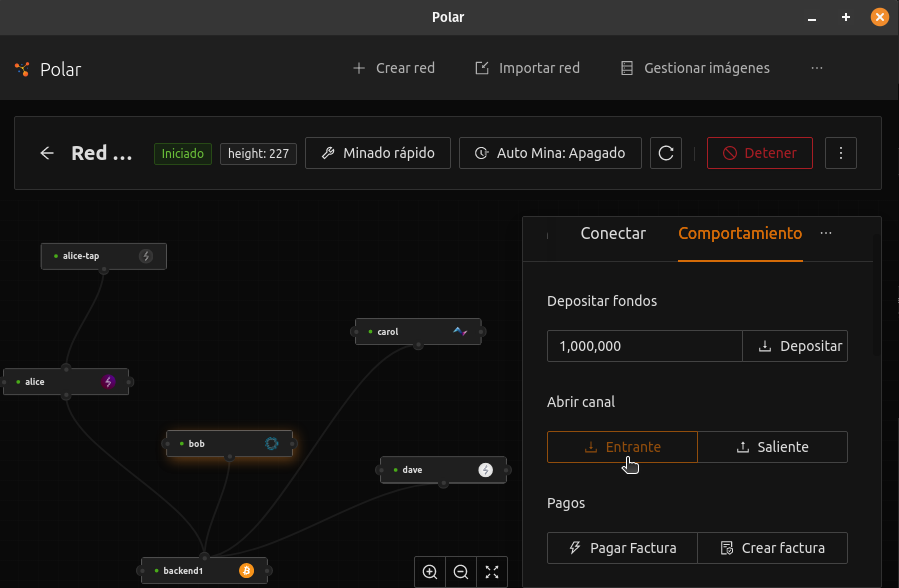 Polar
Polar
Crear red
Importar red
Gestionar imágenes
...
Red ...
Iniciado
height: 227
Minado rápido
Auto Mina: Apagado
Detener
alice-tap
carol
alice
bob
dave
backend1
Conectar
Comportamiento
...
Depositar fondos
1,000,000
Depositar
Abrir canal
Entrante
Saliente
Pagos
Pagar Factura
Crear factura